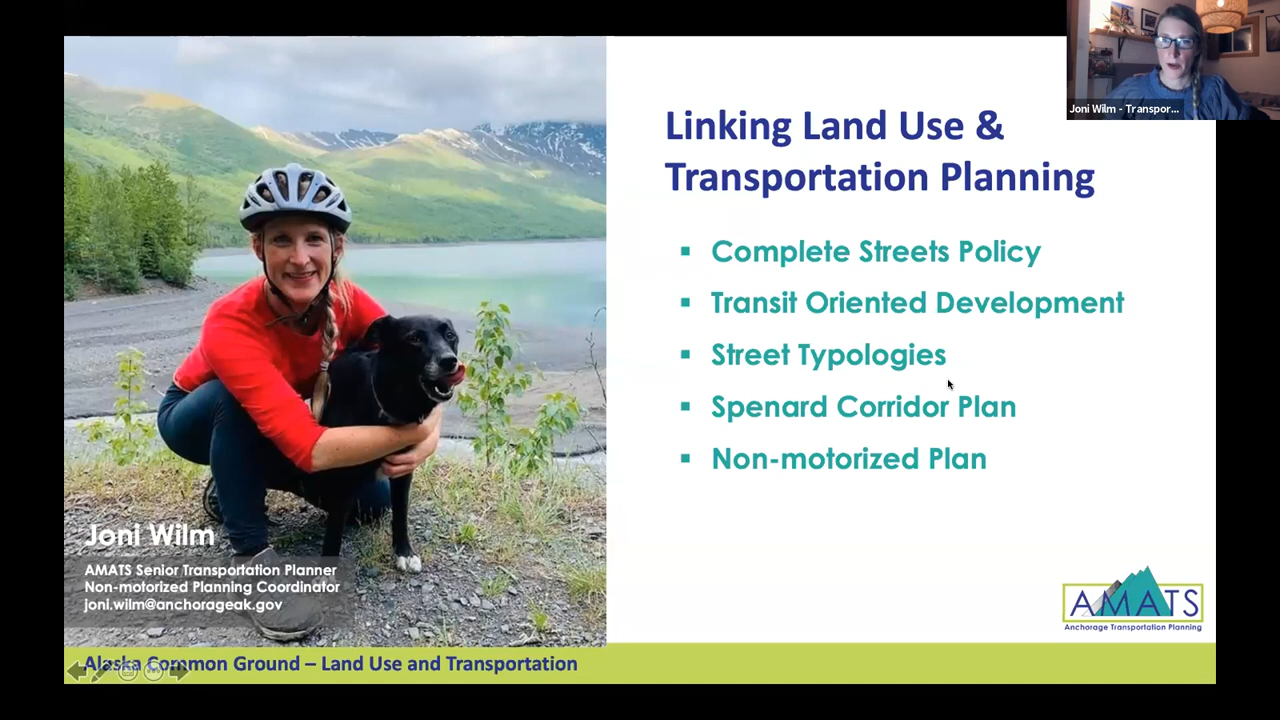 Joni Wilm - Transpor...
Linking Land Use &
Transportation Planning
Complete Streets Policy
Transit Oriented Development
Street Typologies
Spenard Corridor Plan
Non-motorized Plan
Joni Wilm
AMATS Senior Transportation Planner
Non-motorized Planning Coordinator
joni.wilm@anchorageak.gov
AMATS
Anchorage Transportation Planning
Alaska Common Ground – Land Use and Transportation